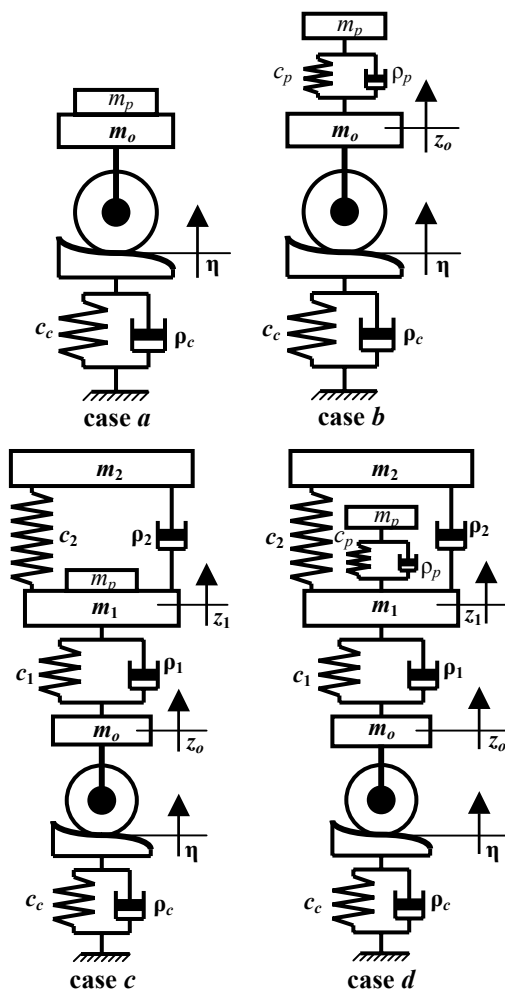 m_p
m_o
η
c_c
ρ_c
case a
m_p
c_p
ρ_p
m_o
z_o
η
c_c
ρ_c
case b
m_2
c_2
ρ_2
m_p
m_1
z_1
c_1
ρ_1
m_o
z_o
η
c_c
ρ_c
case c
m_2
c_2
m_p
c_p
ρ_p
ρ_2
m_1
z_1
c_1
ρ_1
m_o
z_o
η
c_c
ρ_c
case d